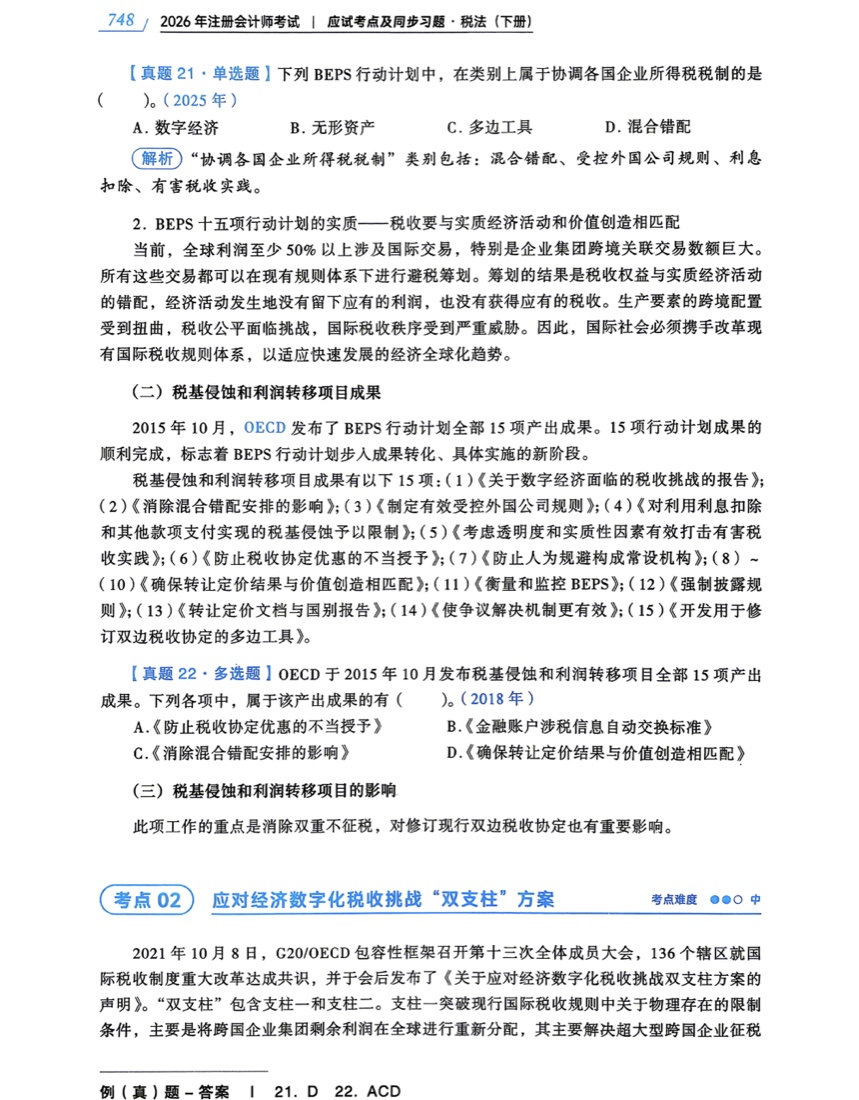 748 2026年注册会计师考试 | 应试考点及同步习题·税法（下册）
【真题21·单选题】下列BEPS行动计划中，在类别上属于协调各国企业所得税税制的是
（ ）。（2025年）
A. 数字经济 B. 无形资产 C. 多边工具 D. 混合错配
解析 “协调各国企业所得税税制”类别包括：混合错配、受控外国公司规则、利息
扣除、有害税收实践。
2. BEPS十五项行动计划的实质——税收要与实质经济活动和价值创造相匹配
当前，全球利润至少50%以上涉及国际交易，特别是企业集团跨境关联交易数额巨大。
所有这些交易都可以在现有规则体系下进行避税筹划。筹划的结果是税收权益与实质经济活动
的错配，经济活动发生地没有留下应有的利润，也没有获得应有的税收。生产要素的跨境配置
受到扭曲，税收公平面临挑战，国际税收秩序受到严重威胁。因此，国际社会必须携手改革现
有国际税收规则体系，以适应快速发展的经济全球化趋势。
（二）税基侵蚀和利润转移项目成果
2015年10月，OECD发布了BEPS行动计划全部15项产出成果。15项行动计划成果的
顺利完成，标志着BEPS行动计划步入成果转化、具体实施的新阶段。
税基侵蚀和利润转移项目成果有以下15项：（1）《关于数字经济面临的税收挑战的报告》；
（2）《消除混合错配安排的影响》；（3）《制定有效受控外国公司规则》；（4）《对利用利息扣除
和其他款项支付实现的税基侵蚀予以限制》；（5）《考虑透明度和实质性因素有效打击有害税
收实践》；（6）《防止税收协定优惠的不当授予》；（7）《防止人为规避构成常设机构》；（8）～
（10）《确保转让定价结果与价值创造相匹配》；（11）《衡量和监控BEPS》；（12）《强制披露规
则》；（13）《转让定价文档与国别报告》；（14）《使争议解决机制更有效》；（15）《开发用于修
订双边税收协定的多边工具》。
【真题22·多选题】OECD于2015年10月发布税基侵蚀和利润转移项目全部15项产出
成果。下列各项中，属于该产出成果的有（ ）。（2018年）
A.《防止税收协定优惠的不当授予》 B.《金融账户涉税信息自动交换标准》
C.《消除混合错配安排的影响》 D.《确保转让定价结果与价值创造相匹配》
（三）税基侵蚀和利润转移项目的影响
此项工作的重点是消除双重不征税，对修订现行双边税收协定也有重要影响。
考点02 应对经济数字化税收挑战“双支柱”方案 考点难度 中
2021年10月8日，G20/OECD包容性框架召开第十三次全体成员大会，136个辖区就国
际税收制度重大改革达成共识，并于会后发布了《关于应对经济数字化税收挑战双支柱方案的
声明》。“双支柱”包含支柱一和支柱二。支柱一突破现行国际税收规则中关于物理存在的限制
条件，主要是将跨国企业集团剩余利润在全球进行重新分配，其主要解决超大型跨国企业征税
例（真）题-答案 | 21. D 22. ACD